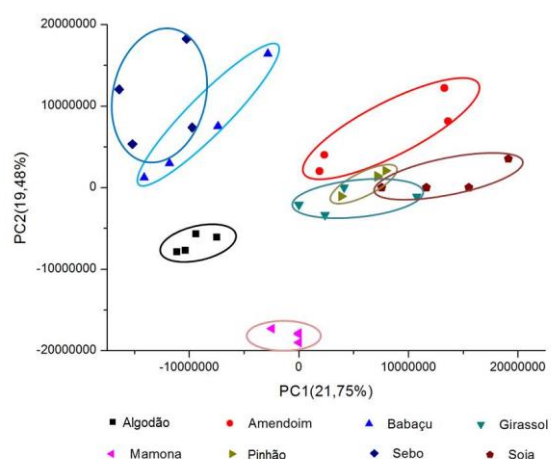 20000000
10000000
0
-10000000
-20000000
PC2(19,48%)
-10000000 0 10000000 20000000
PC1(21,75%)
Algodão Amendoim Babaçu Girassol
Mamona Pinhão Sebo Soja